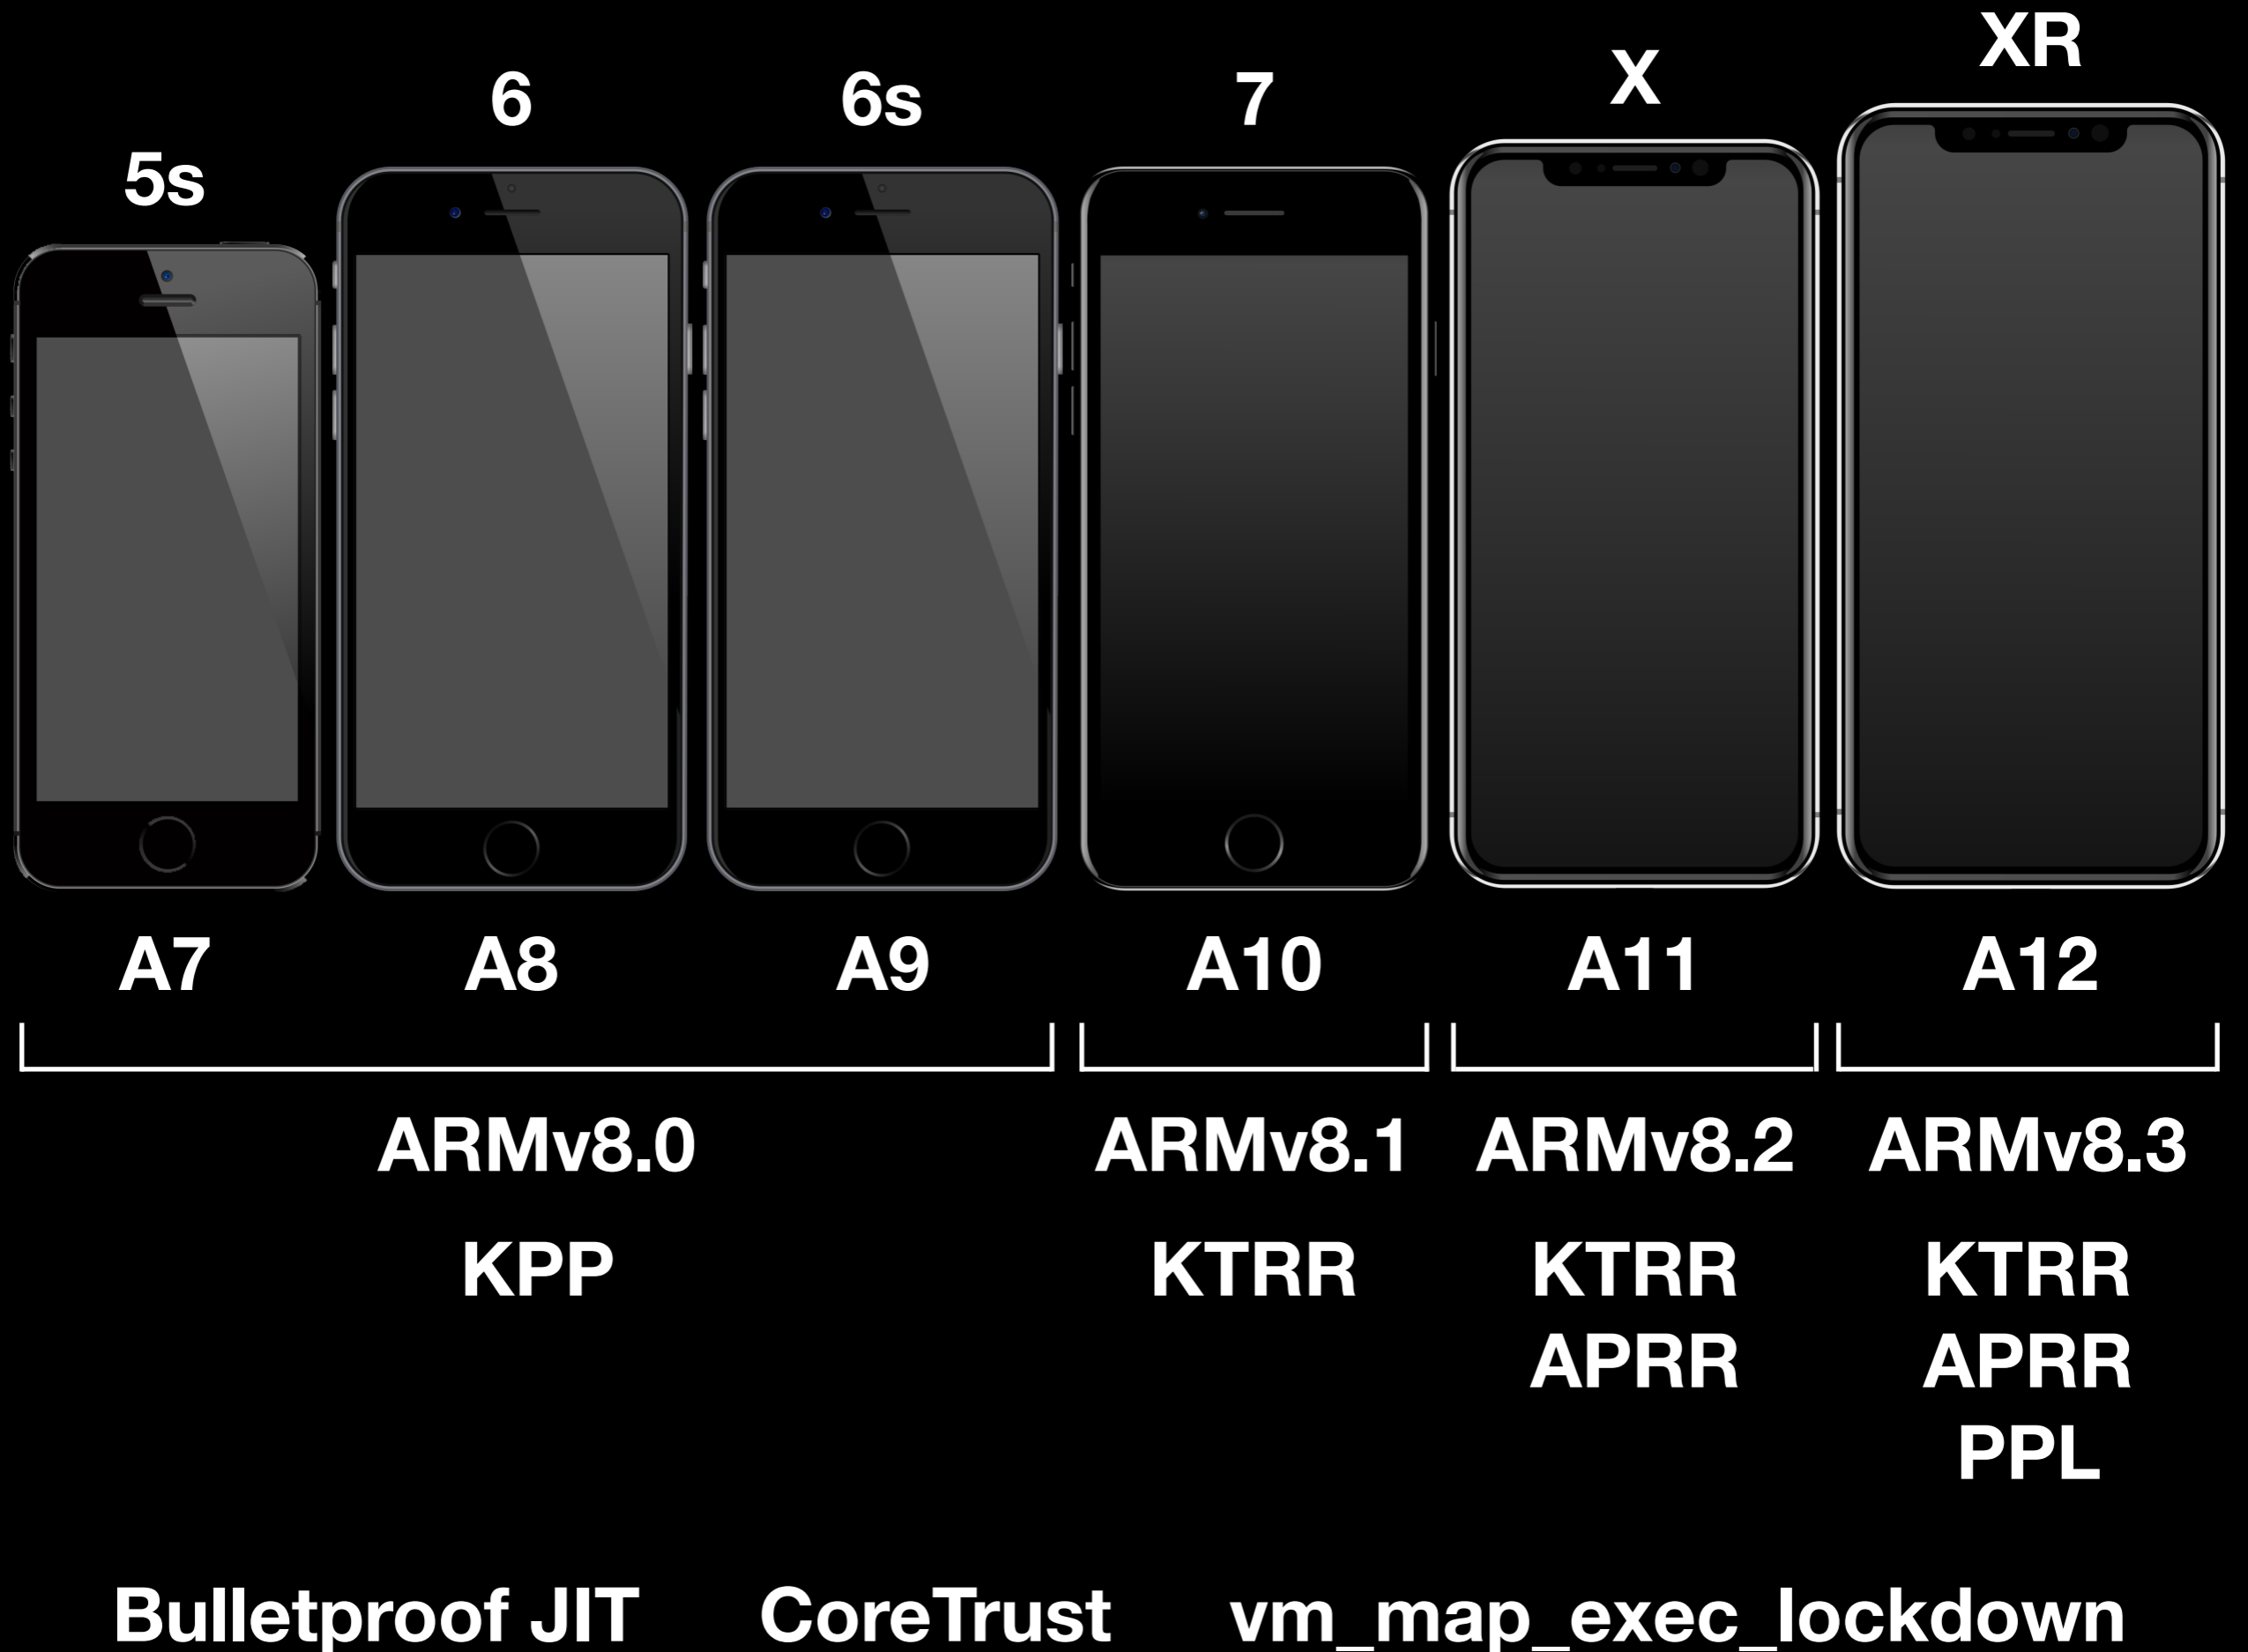 5s 6 6s 7 X XR
A7 A8 A9 A10 A11 A12
ARMv8.0 ARMv8.1 ARMv8.2 ARMv8.3
KPP KTRR KTRR KTRR
APRR APRR
PPL
Bulletproof JIT CoreTrust vm_map_exec_lockdown